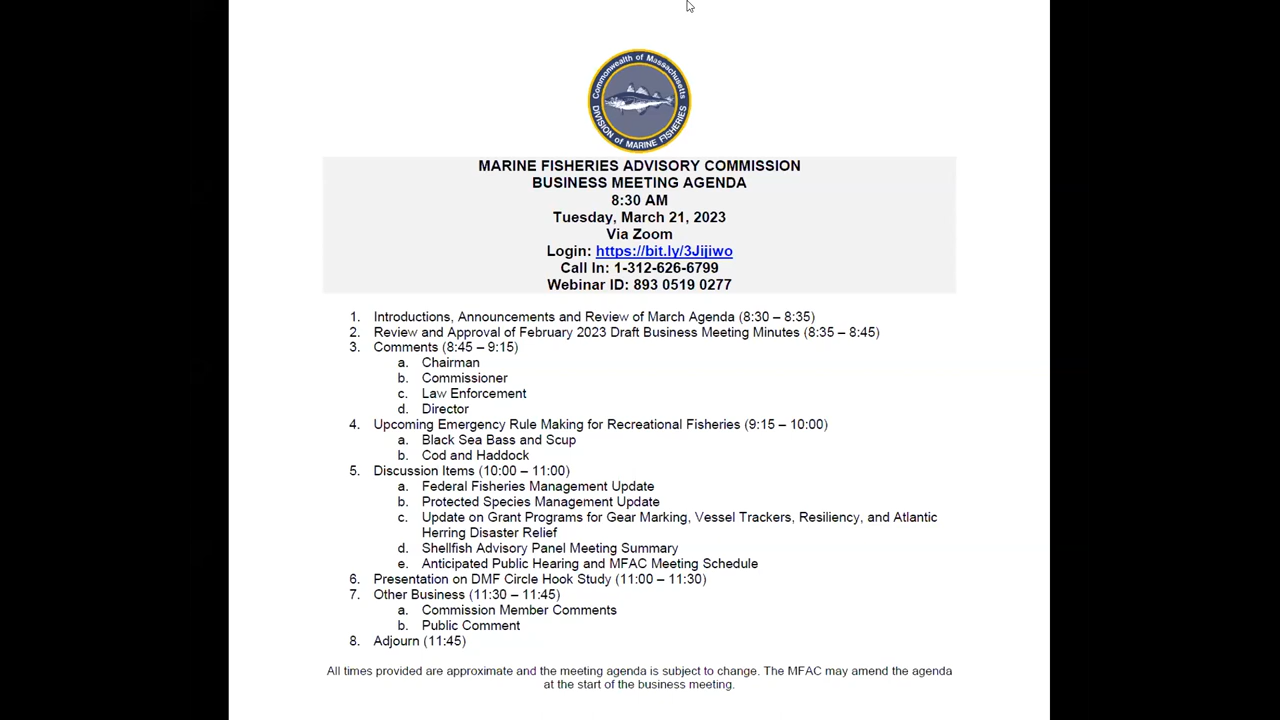 Commonwealth of Massachusetts
DIVISION of MARINE FISHERIES
MARINE FISHERIES ADVISORY COMMISSION
BUSINESS MEETING AGENDA
8:30 AM
Tuesday, March 21, 2023
Via Zoom
Login: https://bit.ly/3Jijiwo
Call In: 1-312-626-6799
Webinar ID: 893 0519 0277
1. Introductions, Announcements and Review of March Agenda (8:30 – 8:35)
2. Review and Approval of February 2023 Draft Business Meeting Minutes (8:35 – 8:45)
3. Comments (8:45 – 9:15)
a. Chairman
b. Commissioner
c. Law Enforcement
d. Director
4. Upcoming Emergency Rule Making for Recreational Fisheries (9:15 – 10:00)
a. Black Sea Bass and Scup
b. Cod and Haddock
5. Discussion Items (10:00 – 11:00)
a. Federal Fisheries Management Update
b. Protected Species Management Update
c. Update on Grant Programs for Gear Marking, Vessel Trackers, Resiliency, and Atlantic
Herring Disaster Relief
d. Shellfish Advisory Panel Meeting Summary
e. Anticipated Public Hearing and MFAC Meeting Schedule
6. Presentation on DMF Circle Hook Study (11:00 – 11:30)
7. Other Business (11:30 – 11:45)
a. Commission Member Comments
b. Public Comment
8. Adjourn (11:45)
All times provided are approximate and the meeting agenda is subject to change. The MFAC may amend the agenda
at the start of the business meeting.